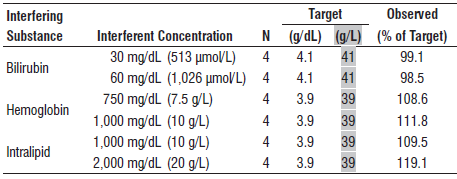 Interfering Target Observed
Substance Interferent Concentration N (g/dL) (g/L) (% of Target)
Bilirubin
30 mg/dL (513 µmol/L) 4 4.1 41 99.1
60 mg/dL (1,026 µmol/L) 4 4.1 41 98.5
Hemoglobin
750 mg/dL (7.5 g/L) 4 3.9 39 108.6
1,000 mg/dL (10 g/L) 4 3.9 39 111.8
Intralipid
1,000 mg/dL (10 g/L) 4 3.9 39 109.5
2,000 mg/dL (20 g/L) 4 3.9 39 119.1